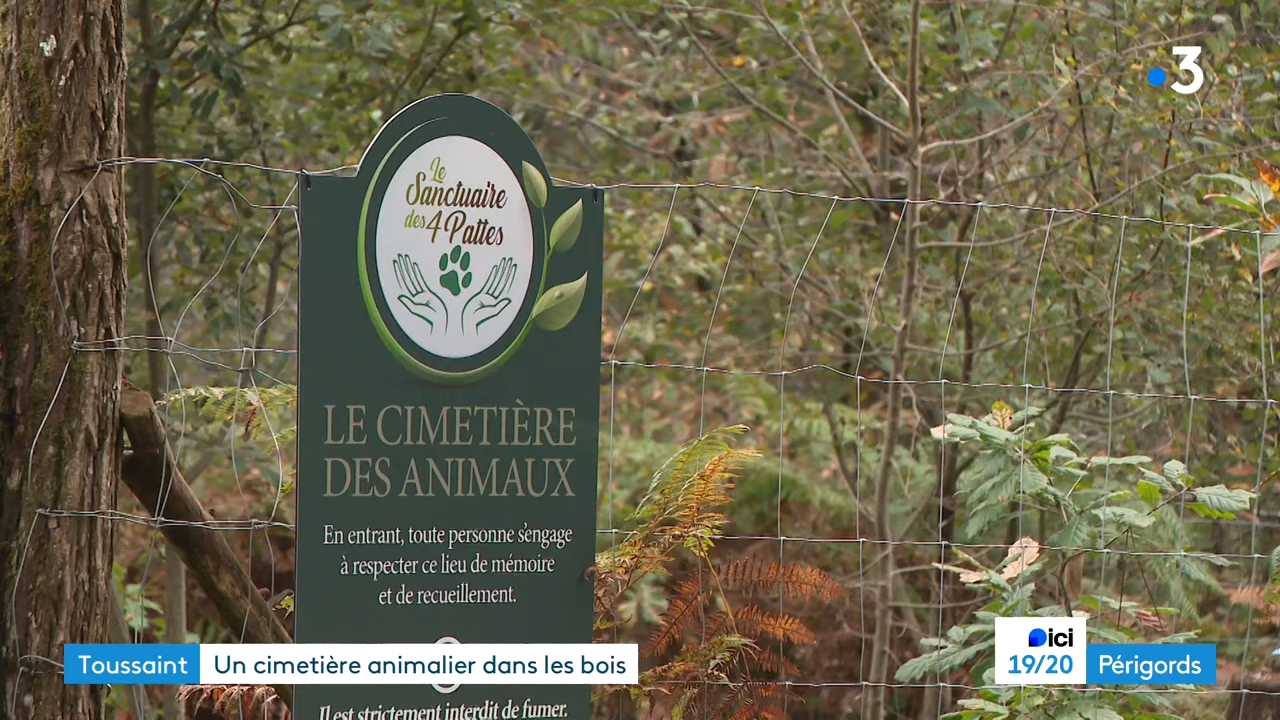 3
Le
Sanctuaire
des 4 Pattes
LE CIMETIÈRE
DES ANIMAUX
En entrant, toute personne s'engage
à respecter ce lieu de mémoire
et de recueillement.
Il est strictement interdit de fumer.
Toussaint Un cimetière animalier dans les bois
ici
19/20 Périgords